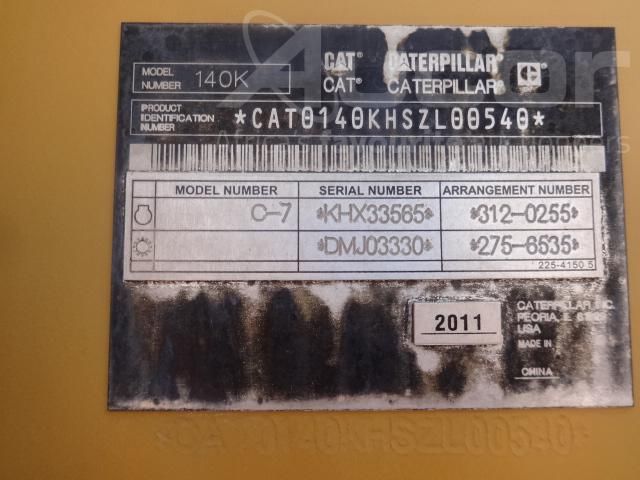 MODEL NUMBER 140K
CAT CATERPILLAR
CAT CATERPILLAR
PRODUCT IDENTIFICATION NUMBER *CAT0140KHSZL00540*
MODEL NUMBER SERIAL NUMBER ARRANGEMENT NUMBER
C-7 *KHX33565* *312-0255*
*DMJ03330* *275-6535*
225-4150 5
CATERPILLAR INC.
PEORIA, IL
USA
2011
MADE IN
CHINA
*CAT0140KHSZL00540*